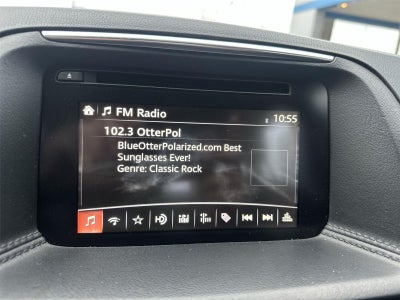 FM Radio
10:55
102.3 OtterPol
BlueOtterPolarized.com Best
Sunglasses Ever!
Genre: Classic Rock